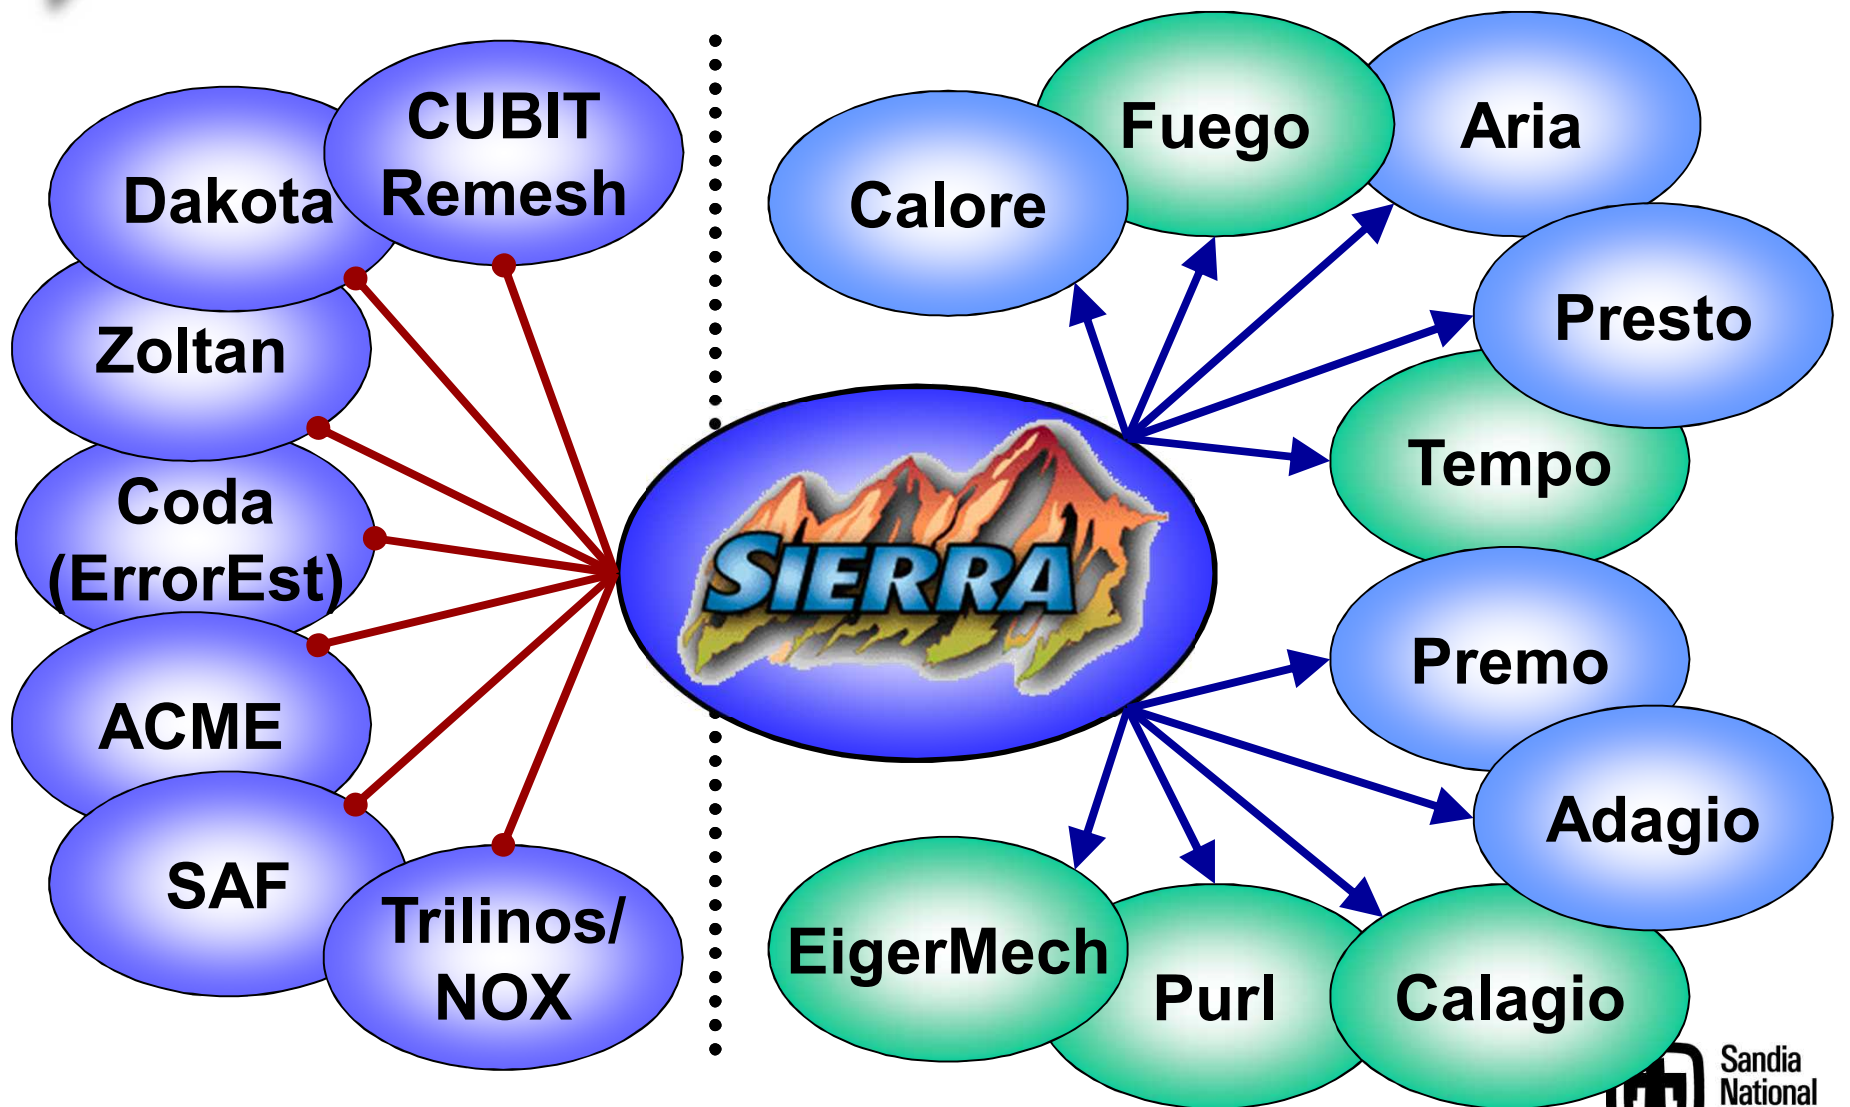 CUBIT
Remesh
Dakota
Zoltan
Coda
(ErrorEst)
ACME
SAF
Trilinos/
NOX
SIERRA
Calore
Fuego
Aria
Presto
Tempo
Premo
Adagio
Calagio
Purl
EigerMech
Sandia
National